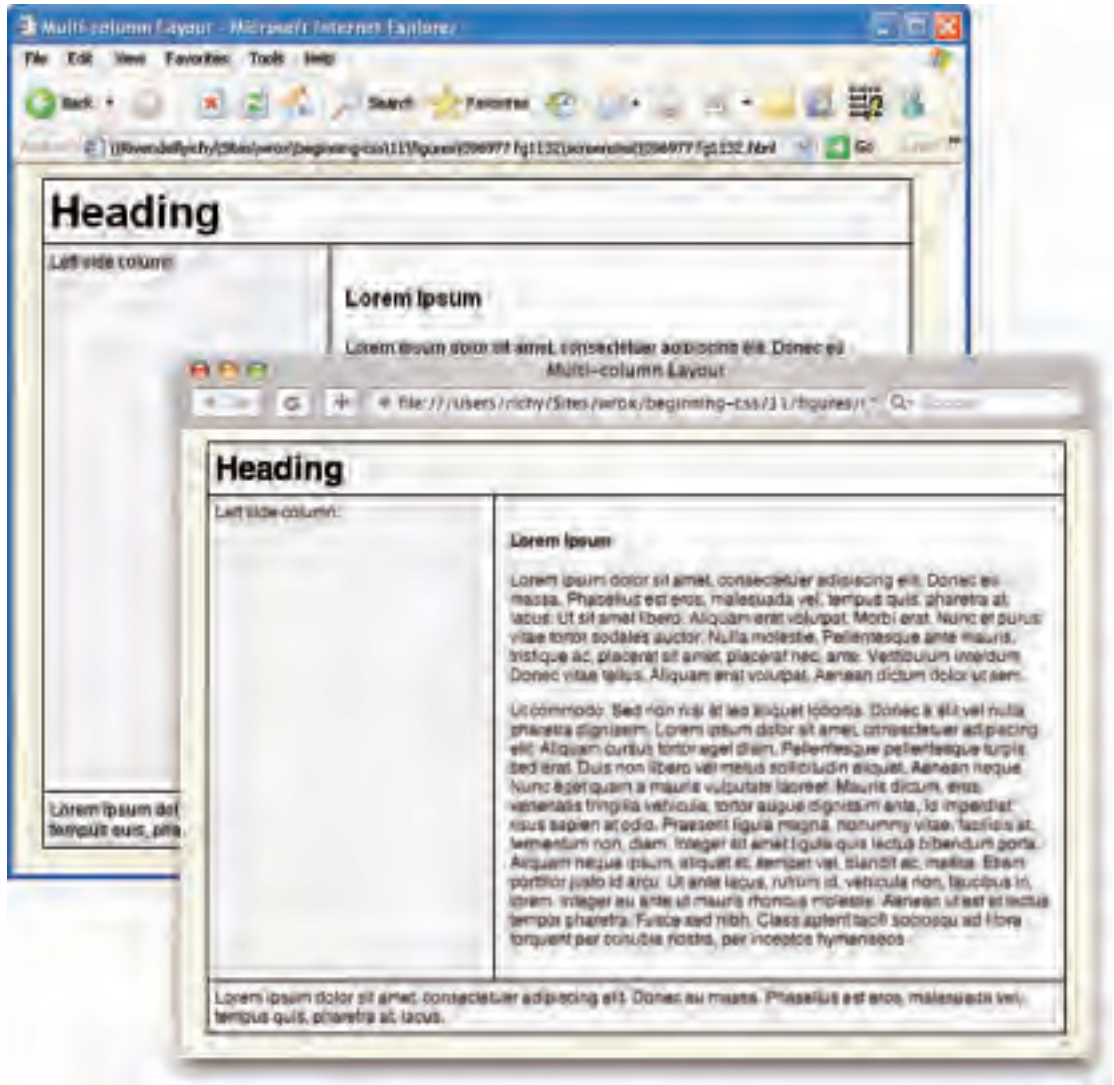 Multi-column Layout - Microsoft Internet Explorer
File Edit View Favorites Tools Help
Back Search Favorites
Go
Heading
Left side column.
Lorem Ipsum
Lorem ipsum dolor sit amet, consectetuer adipiscing elit. Donec eu
Lorem ipsum dol
tempus quis, pha
Multi-column Layout
file:///Users/richy/Sites/wrox/beginning-css/11/figures/
Heading
Left side column.
Lorem Ipsum
Lorem ipsum dolor sit amet, consectetuer adipiscing elit. Donec eu
massa. Phasellus est eros, malesuada vel, tempus quis, pharetra at,
lacus. Ut sit amet libero. Aliquam erat volutpat. Morbi erat. Nunc et purus
vitae tortor sodales auctor. Nulla molestie. Pellentesque ante mauris,
tristique ac, placerat sit amet, placerat nec, ante. Vestibulum interdum.
Donec vitae tellus. Aliquam erat volutpat. Aenean dictum dolor ut sem.
Ut commodo. Sed non nisi at leo aliquet lobortis. Donec a elit vel nulla
pharetra dignissim. Lorem ipsum dolor sit amet, consectetuer adipiscing
elit. Aliquam cursus tortor eget diam. Pellentesque pellentesque turpis
sed erat. Duis non libero vel metus sollicitudin aliquet. Aenean neque.
Nunc eget quam a mauris vulputate laoreet. Mauris dictum, eros
venenatis fringilla vehicula, tortor augue dignissim ante, id imperdiet
risus sapien at odio. Praesent ligula magna, nonummy vitae, facilisis at,
fermentum non, diam. Integer sit amet ligula quis lectus bibendum porta.
Aliquam neque ipsum, aliquet et, semper vel, blandit ac, massa. Etiam
porttitor justo id arcu. Ut ante lacus, rutrum id, vehicula non, faucibus in,
lorem. Integer eu ante ut mauris rhoncus molestie. Aenean ut est et lectus
tempor pharetra. Fusce sed nibh. Class aptent taciti sociosqu ad litora
torquent per conubia nostra, per inceptos hymenaeos.
Lorem ipsum dolor sit amet, consectetuer adipiscing elit. Donec eu massa. Phasellus est eros, malesuada vel,
tempus quis, pharetra at, lacus.